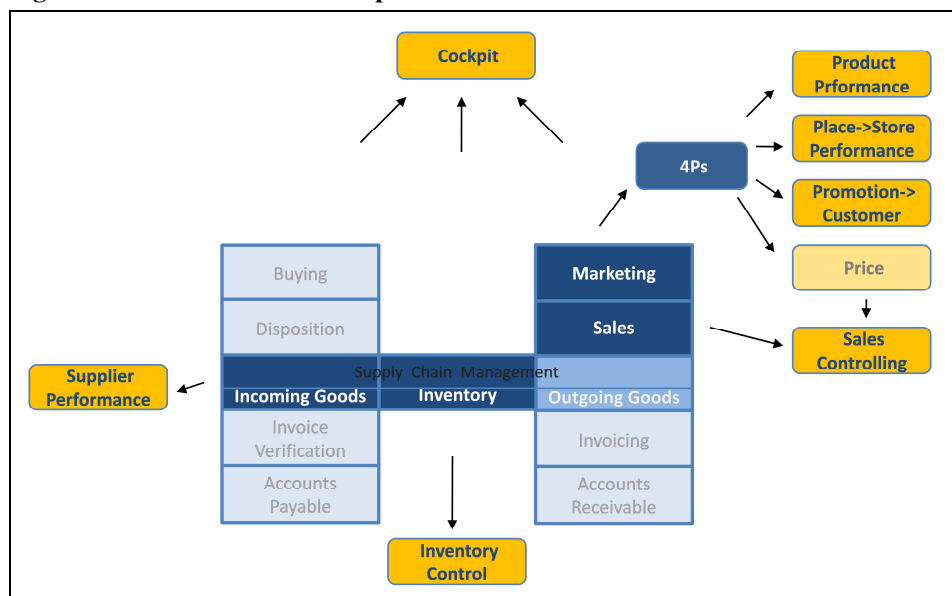 Cockpit
Product
Prformance
Place->Store
Performance
4Ps
Promotion->
Customer
Buying
Marketing
Price
Disposition
Sales
Sales
Controlling
Supply Chain Management
Supplier
Performance
Incoming Goods
Inventory
Outgoing Goods
Invoice
Verification
Invoicing
Accounts
Payable
Accounts
Receivable
Inventory
Control